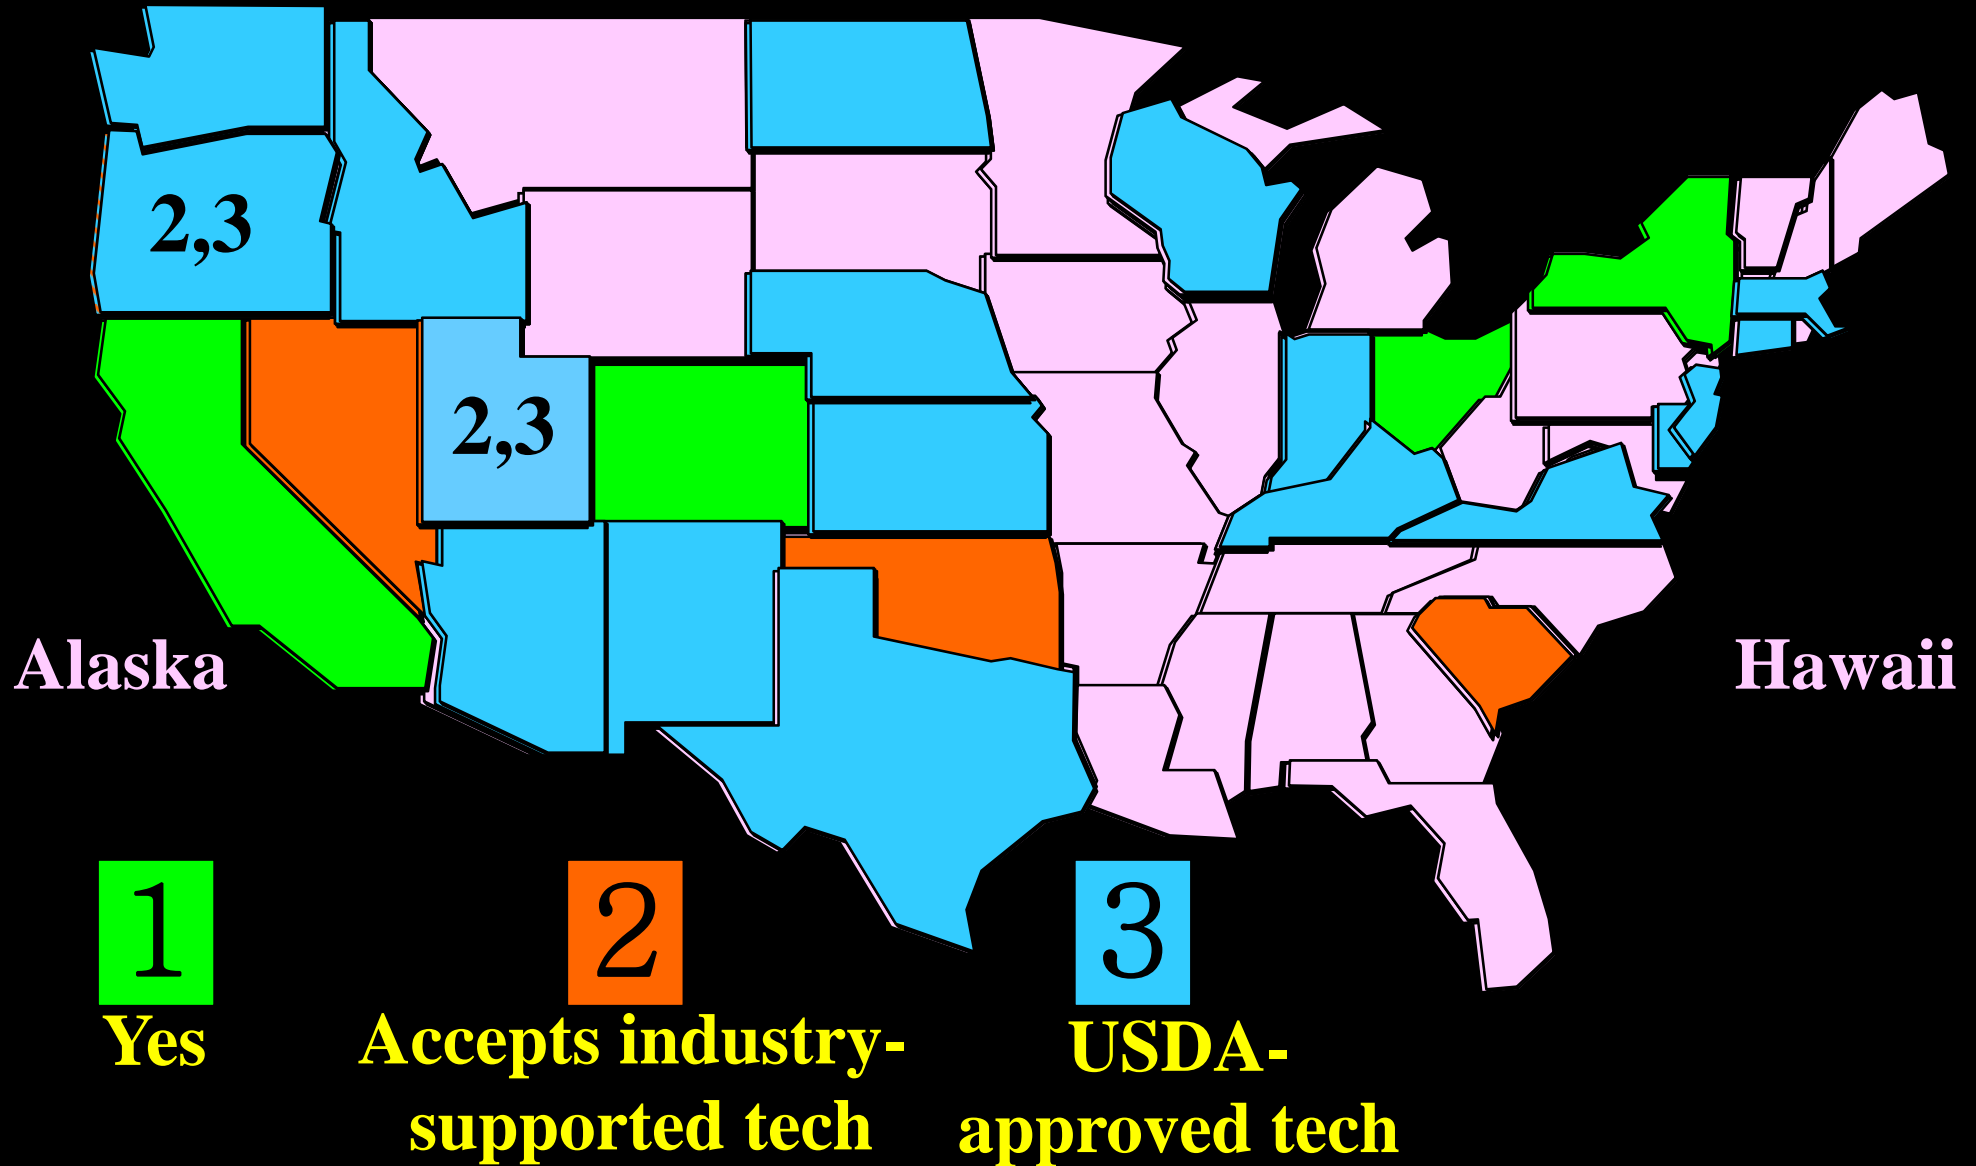 2,3
2,3
Alaska
Hawaii
1
2
3
Yes
Accepts industry-
supported tech
USDA-
approved tech